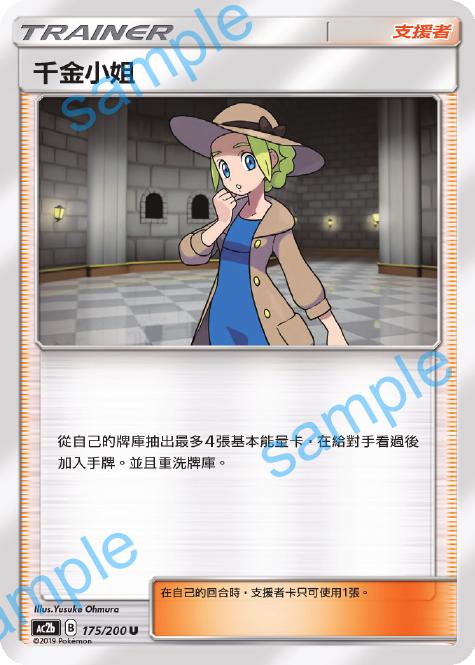 TRAINER
支援者
千金小姐
sample
從自己的牌庫抽出最多4張基本能量卡，在給對手看過後
加入手牌。並且重洗牌庫。
sample
在自己的回合時，支援者卡只可使用1張。
sample
Illus.Yusuke Ohmura
AC2b B 175/200 U
©2019 Pokémon